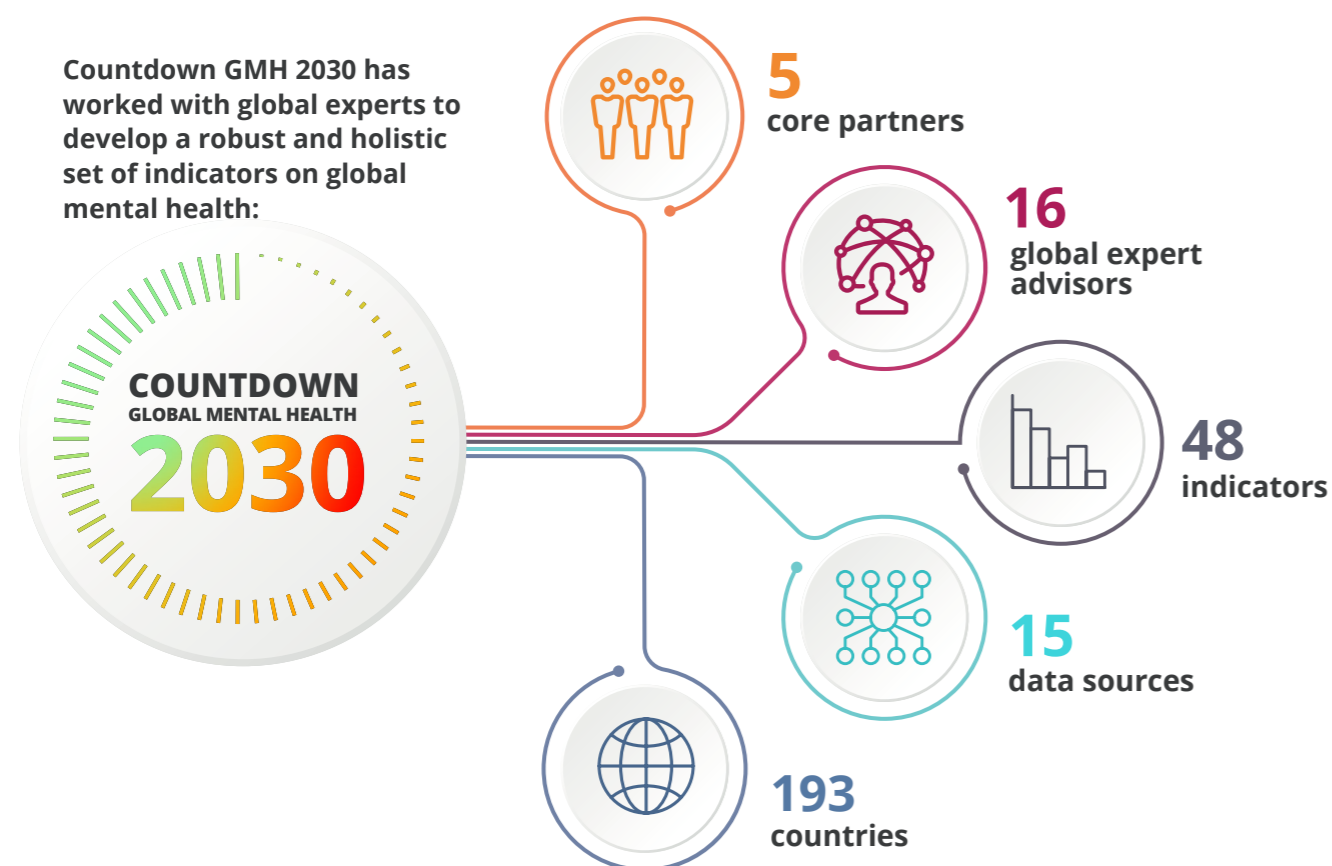 Countdown GMH 2030 has
worked with global experts to
develop a robust and holistic
set of indicators on global
mental health:
COUNTDOWN
GLOBAL MENTAL HEALTH
2030
5
core partners
16
global expert
advisors
48
indicators
15
data sources
193
countries